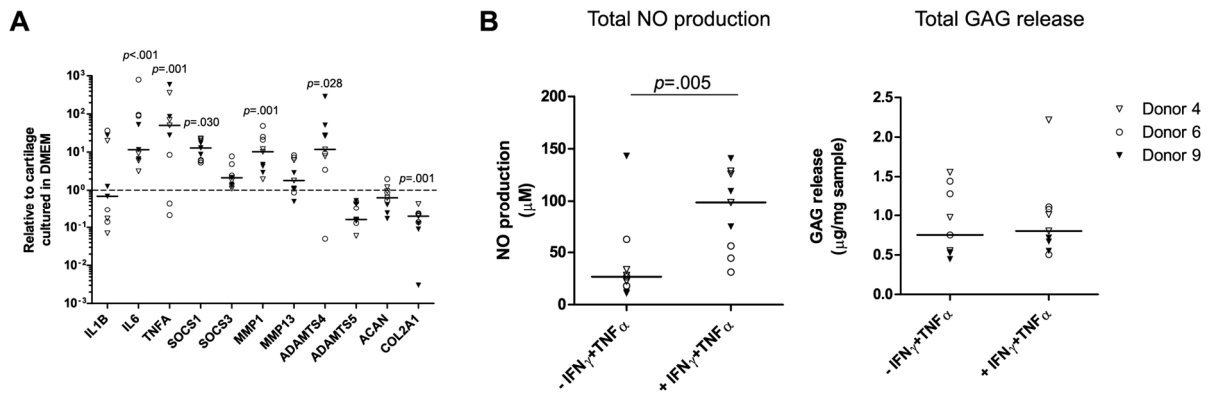 A
Relative to cartilage
cultured in DMEM
10³
10²
10¹
10⁰
10⁻¹
10⁻²
10⁻³
p<.001
p=.001
p=.030
p=.001
p=.028
p=.001
IL1B
IL6
TNFA
SOCS1
SOCS3
MMP1
MMP13
ADAMTS4
ADAMTS5
ACAN
COL2A1
B
Total NO production
NO production
(μM)
200
150
100
50
0
p=.005
- IFNγ+TNFα
+ IFNγ+TNFα
Total GAG release
GAG release
(μg/mg sample)
2.5
2.0
1.5
1.0
0.5
0.0
- IFNγ+TNFα
+ IFNγ+TNFα
Donor 4
Donor 6
Donor 9